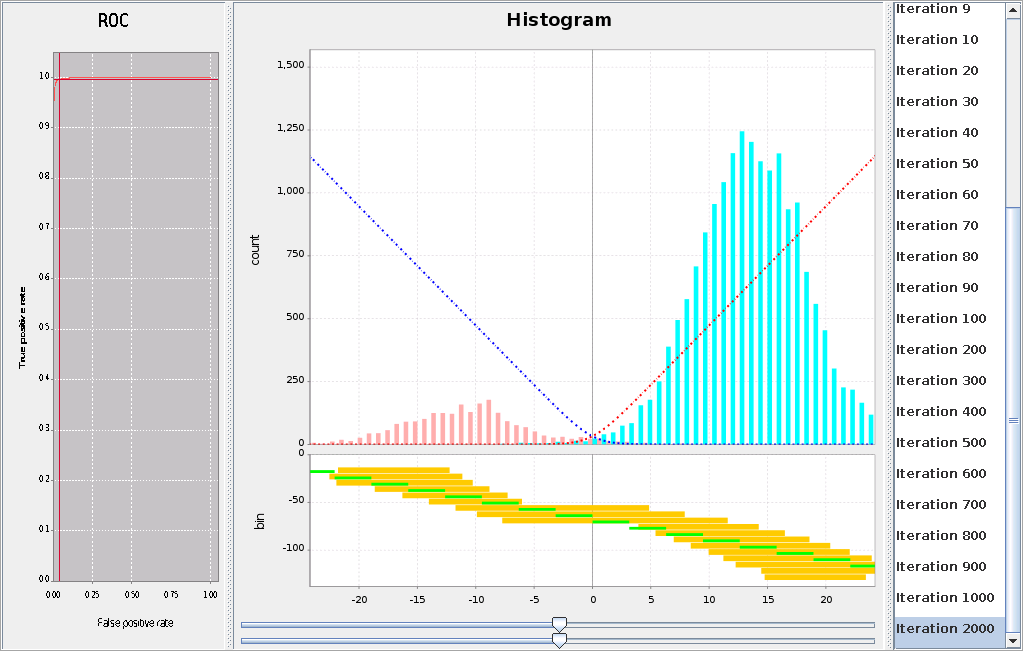 ROC
1.0
0.9
0.8
0.7
0.6
0.5
0.4
0.3
0.2
0.1
0.0
True positive rate
0.00 0.25 0.50 0.75 1.00
False positive rate
Histogram
1,500
1,250
1,000
750
500
250
0
count
0
-50
-100
bin
-20 -15 -10 -5 0 5 10 15 20
Iteration 9
Iteration 10
Iteration 20
Iteration 30
Iteration 40
Iteration 50
Iteration 60
Iteration 70
Iteration 80
Iteration 90
Iteration 100
Iteration 200
Iteration 300
Iteration 400
Iteration 500
Iteration 600
Iteration 700
Iteration 800
Iteration 900
Iteration 1000
Iteration 2000